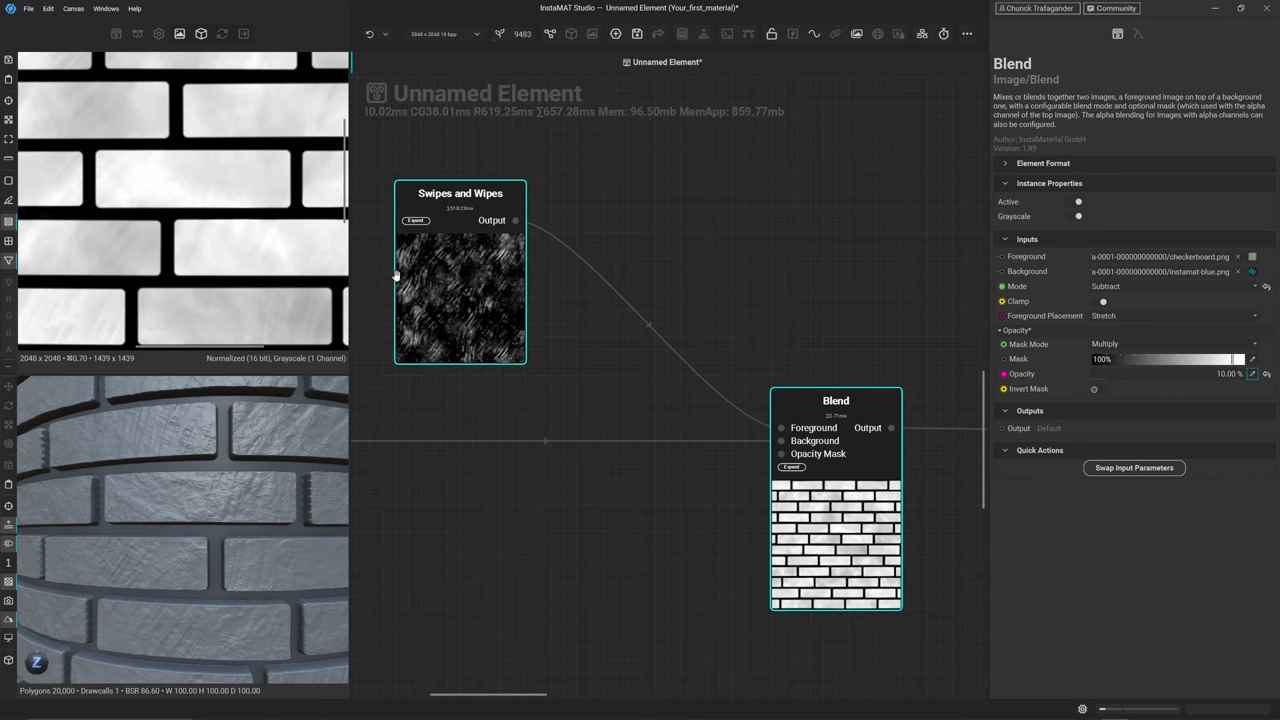 File Edit Canvas Windows Help
InstaMAT Studio – Unnamed Element (Your_first_material)*
Chunck Trafagander Community
2048 x 2048 16 bpp 9483
Unnamed Element*
Unnamed Element
CG38.01ms R619.25ms ∑657.28ms Mem: 96.50mb MemApp: 859.77mb
2048 x 2048 • ⌘0.70 • 1439 x 1439
Normalized (16 bit), Grayscale (1 Channel)
R
G
B
A
1
Z
Polygons 20,000 • Drawcalls 1 • BSR 86.60 • W 100.00 H 100.00 D 100.00
Swipes and Wipes
Expand Output
Blend
Foreground Output
Background
Opacity Mask
Expand
Blend
Image/Blend
Mixes or blends together two images, a foreground image on top of a background
one, with a configurable blend mode and optional mask (which used with the alpha
channel of the top image). The alpha blending for images with alpha channels can
also be configured.
Author: InstaMaterial GmbH
Version: 1.99
Element Format
Instance Properties
Active
Grayscale
Inputs
Foreground a-0001-000000000000/checkerboard.png ×
Background a-0001-000000000000/instamat-blue.png ×
Mode Subtract
Clamp
Foreground Placement Stretch
Opacity*
Mask Mode Multiply
Mask 100%
Opacity 10.00 %
Invert Mask
Outputs
Output Default
Quick Actions
Swap Input Parameters